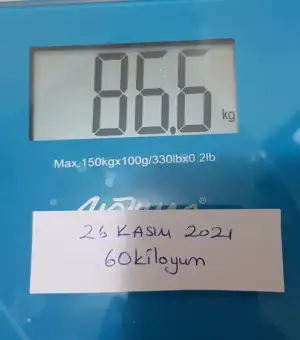 86.6 kg
Max. 150kgx100g/330lbx0.2lb
®
26 KASIM 2021
60kiloyum